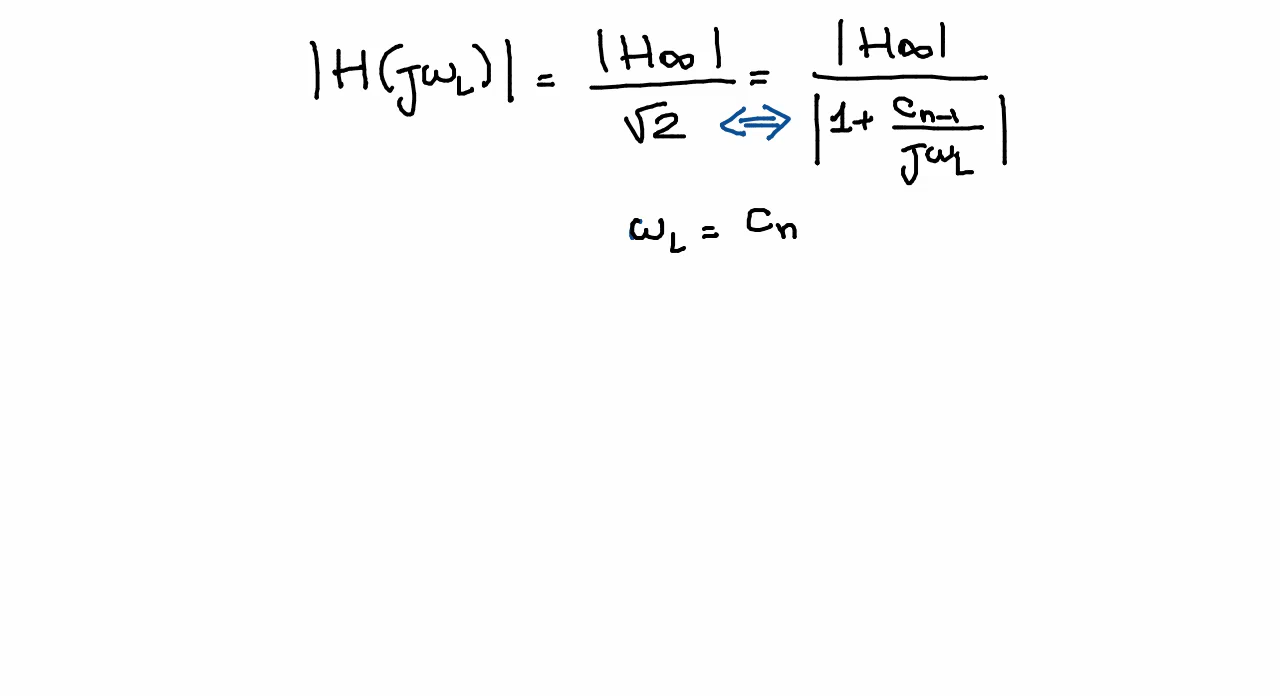 |H(jω_L)| = |H∞| / √2 ⇔ = |H∞| / |1 + c_{n-1} / jω_L|
ω_L = c_n